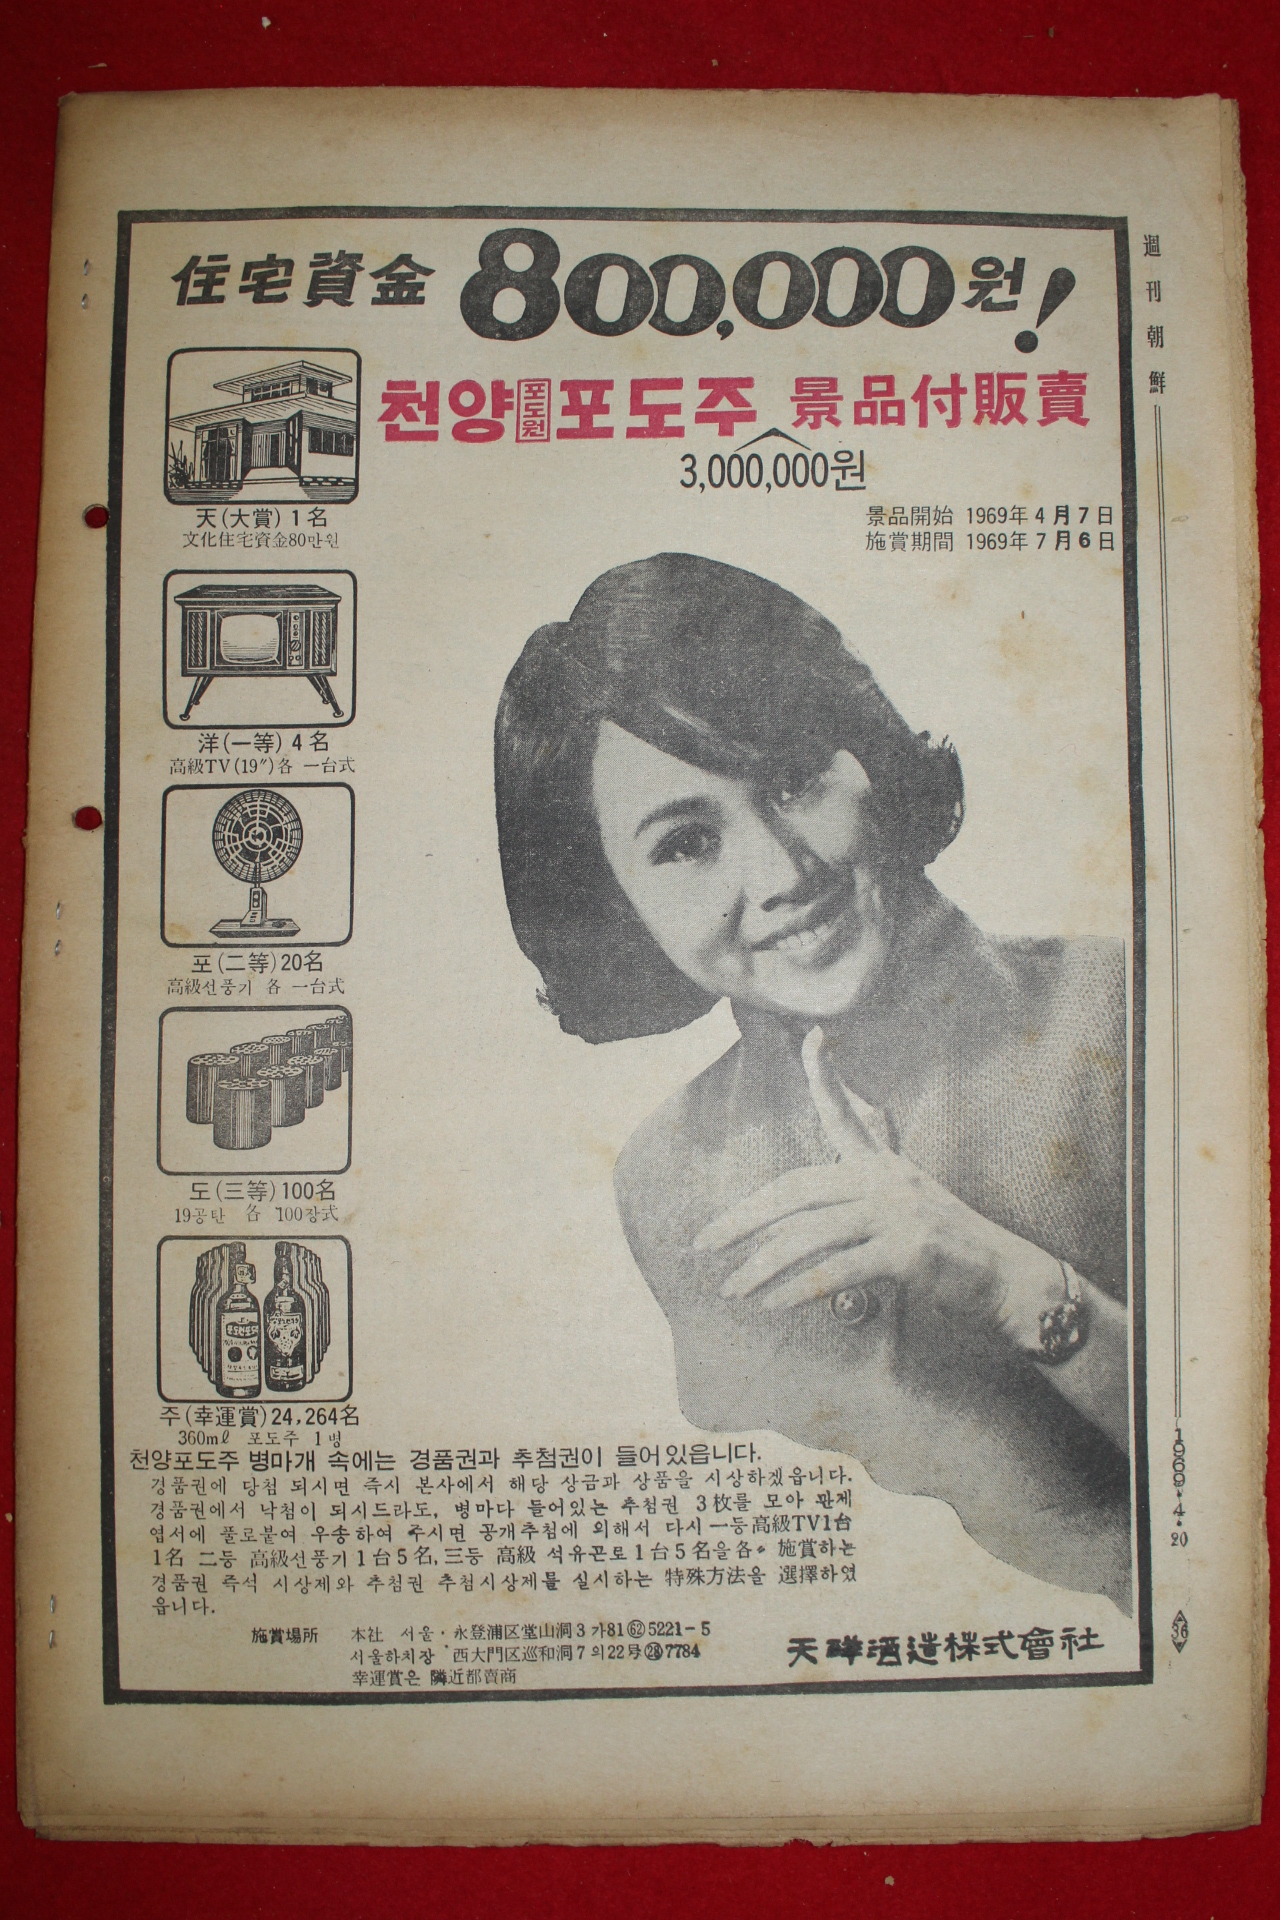 住宅資金 800,000원!
천양 포도원 포도주 景品付販賣
3,000,000원
景品開始 1969年 4月 7日
施賞期間 1969年 7月 6日
天(大賞) 1名
文化住宅資金80만원
洋(一等) 4名
高級TV(19″)各 一台式
포(二等)20名
高級선풍기 各 一台式
도(三等)100名
19공탄 各 100장式
주(幸運賞)24,264名
360mℓ 포도주 1병
천양포도주 병마개 속에는 경품권과 추첨권이 들어있읍니다.
경품권에 당첨 되시면 즉시 본사에서 해당 상금과 상품을 시상하겠읍니다.
경품권에서 낙첨이 되시드라도, 병마다 들어있는 추첨권 3枚를 모아 관제
엽서에 풀로붙여 우송하여 주시면 공개추첨에 의해서 다시 一등高級TV1台
1名 二등 高級선풍기1台5名, 三등 高級 석유곤로1台5名을各• 施賞하는
경품권 즉석 시상제와 추첨권 추첨시상제를 실시하는 特殊方法을 選擇하였
읍니다.
施賞場所 本社 서울·永登浦区堂山洞3가81㉖5221-5
서울하치장 西大門区巡和洞7의22号㉘7784
幸運賞은 隣近都賣商
酒造株式會社
週刊朝鮮
1969·4·20
36